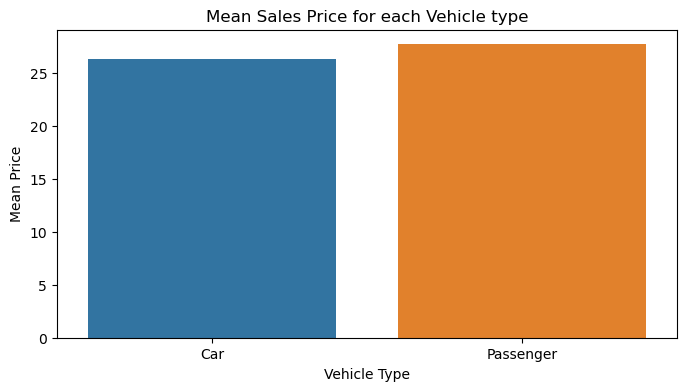 Mean Sales Price for each Vehicle type
Mean Price
25
20
15
10
5
0
Car Passenger
Vehicle Type